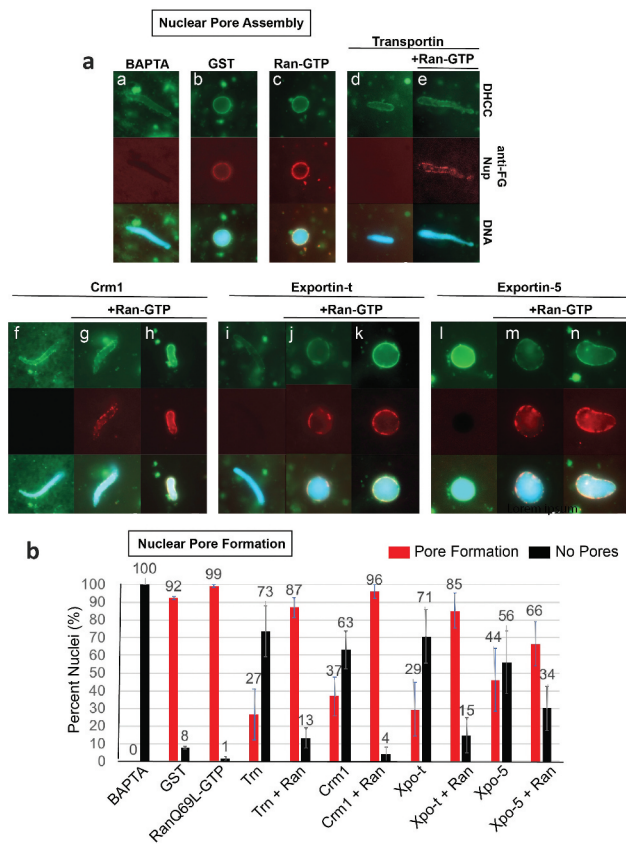 Nuclear Pore Assembly
Transportin
+Ran-GTP
a
BAPTA
GST
Ran-GTP
a b c d e
DHCC
anti-FG
Nup
DNA
Crm1
Exportin-t
Exportin-5
+Ran-GTP
+Ran-GTP
+Ran-GTP
f g h i j k l m n
Lorem ipsum
b
Nuclear Pore Formation
Pore Formation
No Pores
Percent Nuclei (%)
100
90
80
70
60
50
40
30
20
10
0
0 100 92 8 99 1 27 73 87 13 37 63 96 4 29 71 85 15 44 56 66 34
BAPTA
GST
RanQ69L-GTP
Trn
Trn + Ran
Crm1
Crm1 + Ran
Xpo-t
Xpo-t + Ran
Xpo-5
Xpo-5 + Ran